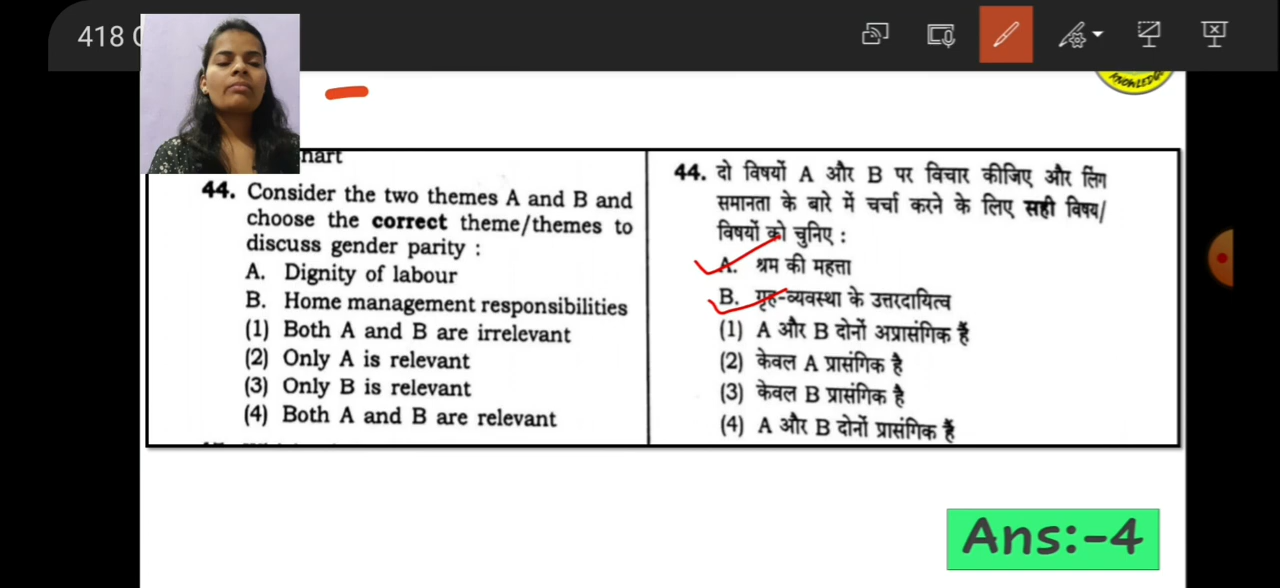 418
KNOWLEDGE
hart
44. Consider the two themes A and B and
choose the correct theme/themes to
discuss gender parity :
A. Dignity of labour
B. Home management responsibilities
(1) Both A and B are irrelevant
(2) Only A is relevant
(3) Only B is relevant
(4) Both A and B are relevant
44. दो विषयों A और B पर विचार कीजिए और लिंग
समानता के बारे में चर्चा करने के लिए सही विषय/
विषयों को चुनिए :
A. श्रम की महत्ता
B. गृह-व्यवस्था के उत्तरदायित्व
(1) A और B दोनों अप्रासंगिक हैं
(2) केवल A प्रासंगिक है
(3) केवल B प्रासंगिक है
(4) A और B दोनों प्रासंगिक हैं
Ans:-4